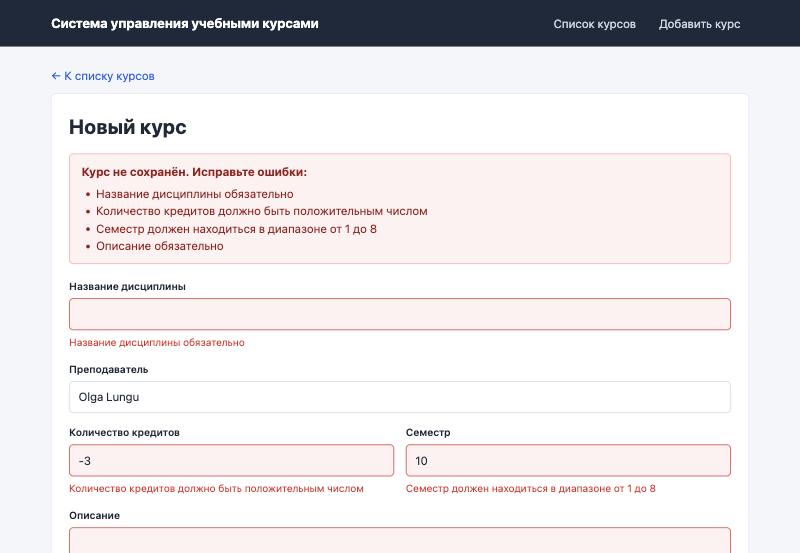 Система управления учебными курсами
Список курсов
Добавить курс
← К списку курсов
Новый курс
Курс не сохранён. Исправьте ошибки:
• Название дисциплины обязательно
• Количество кредитов должно быть положительным числом
• Семестр должен находиться в диапазоне от 1 до 8
• Описание обязательно
Название дисциплины
Название дисциплины обязательно
Преподаватель
Olga Lungu
Количество кредитов
Семестр
-3
10
Количество кредитов должно быть положительным числом
Семестр должен находиться в диапазоне от 1 до 8
Описание